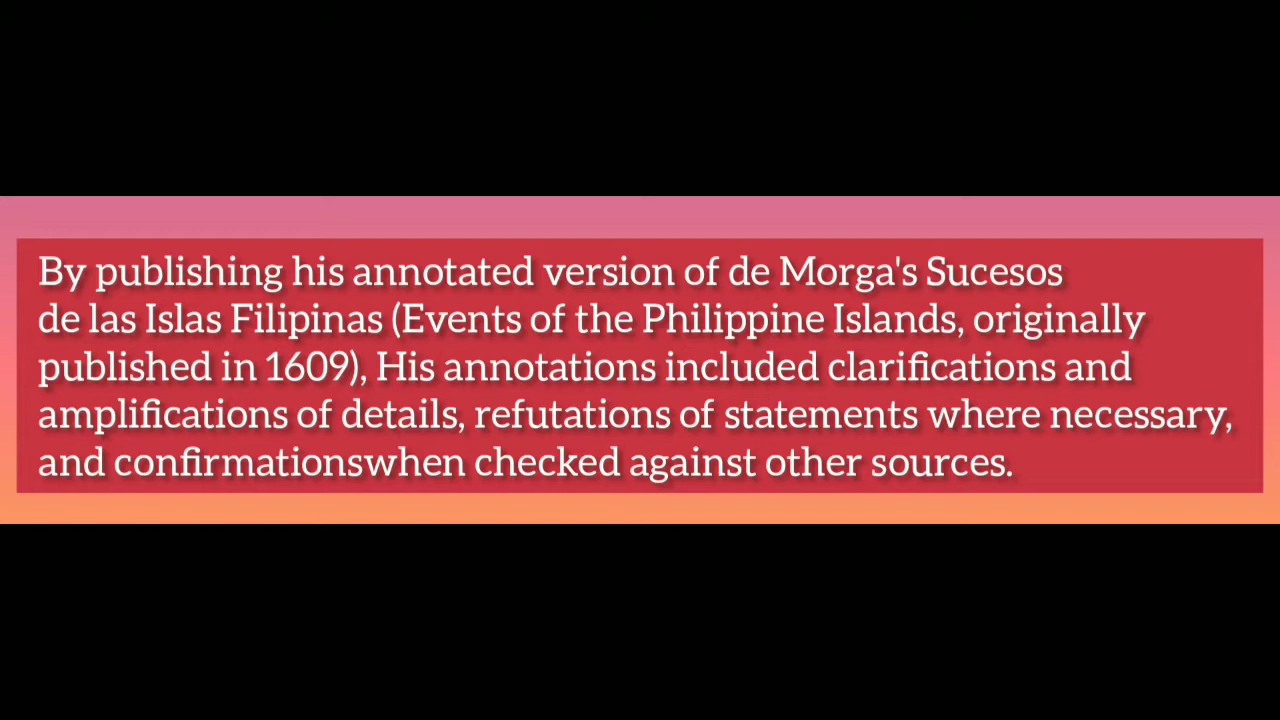 By publishing his annotated version of de Morga's Sucesos
de las Islas Filipinas (Events of the Philippine Islands, originally
published in 1609), His annotations included clarifications and
amplifications of details, refutations of statements where necessary,
and confirmationswhen checked against other sources.